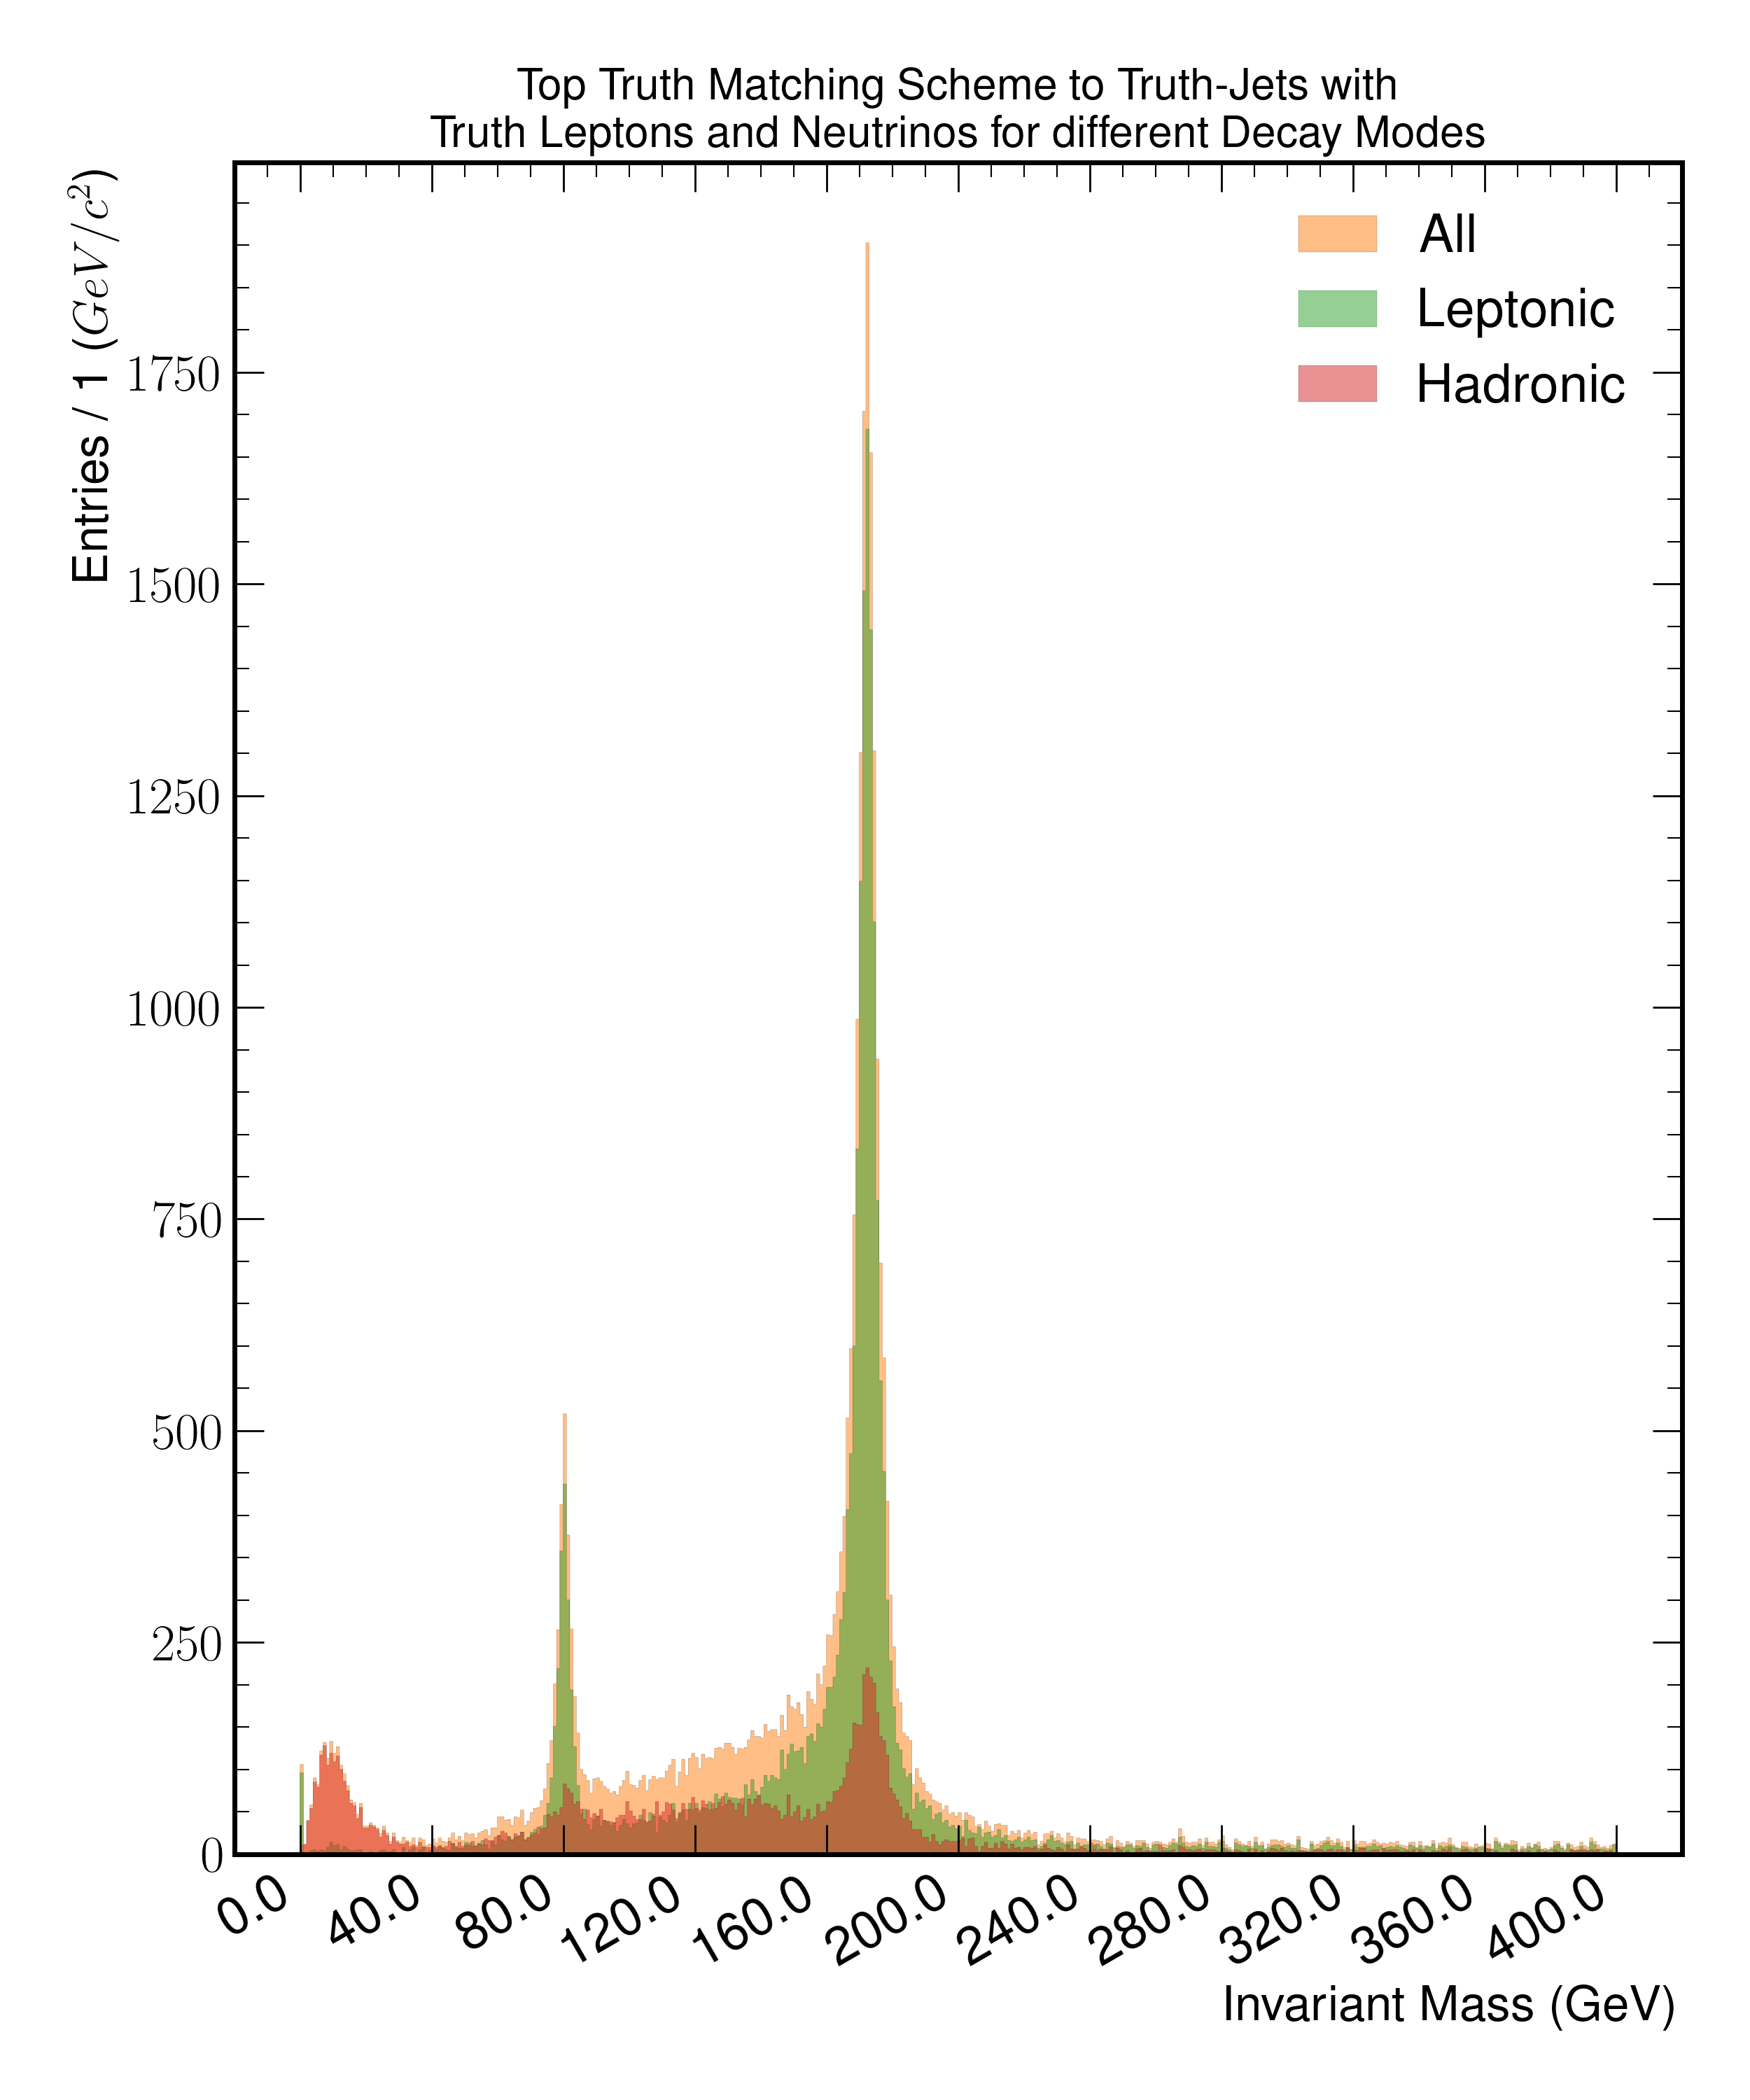 Top Truth Matching Scheme to Truth-Jets with
Truth Leptons and Neutrinos for different Decay Modes
Entries / 1 (GeV/c²)
All
Leptonic
Hadronic
1750
1500
1250
1000
750
500
250
0
0.0 40.0 80.0 120.0 160.0 200.0 240.0 280.0 320.0 360.0 400.0
Invariant Mass (GeV)